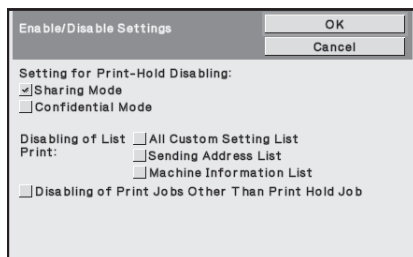 Enable/Disable Settings
OK
Cancel
Setting for Print-Hold Disabling:
Sharing Mode
Confidential Mode
Disabling of List Print:
All Custom Setting List
Sending Address List
Machine Information List
Disabling of Print Jobs Other Than Print Hold Job